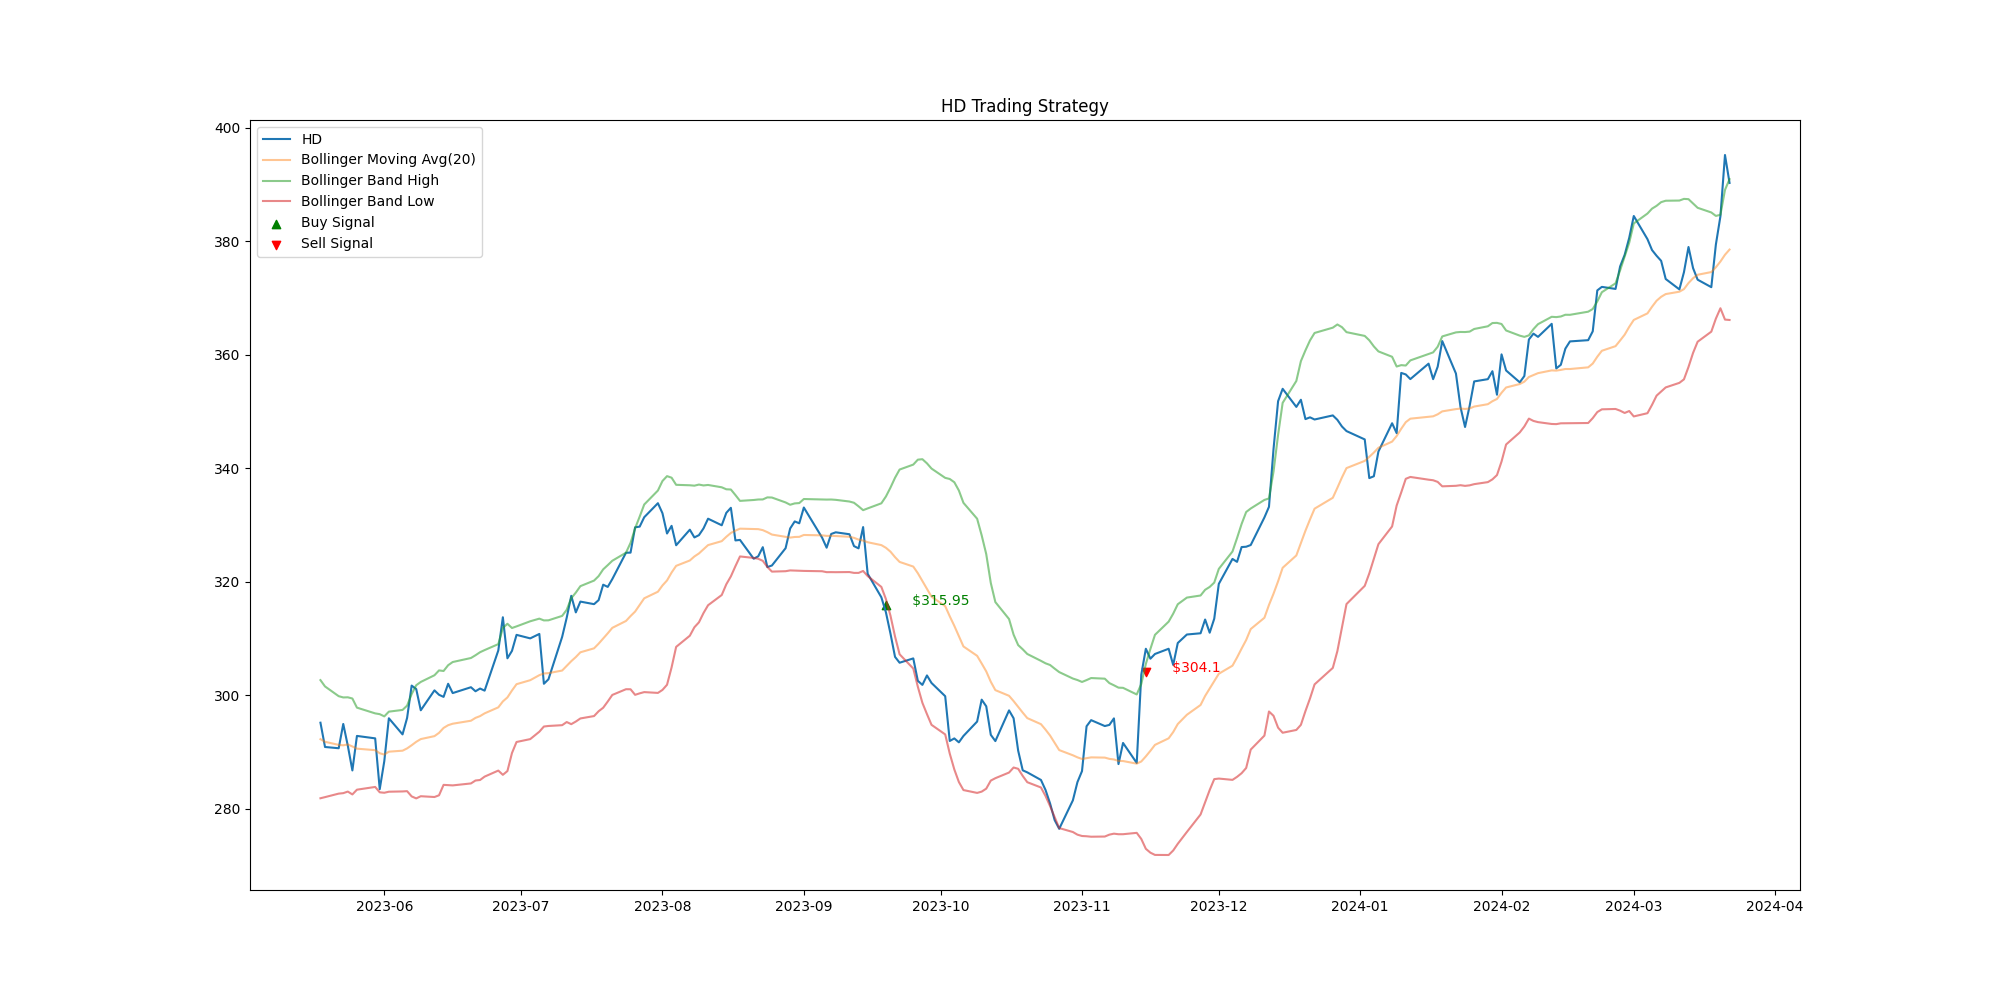 HD Trading Strategy
400
380
360
340
320
300
280
HD
Bollinger Moving Avg(20)
Bollinger Band High
Bollinger Band Low
Buy Signal
Sell Signal
$315.95
$304.1
2023-06 2023-07 2023-08 2023-09 2023-10 2023-11 2023-12 2024-01 2024-02 2024-03 2024-04